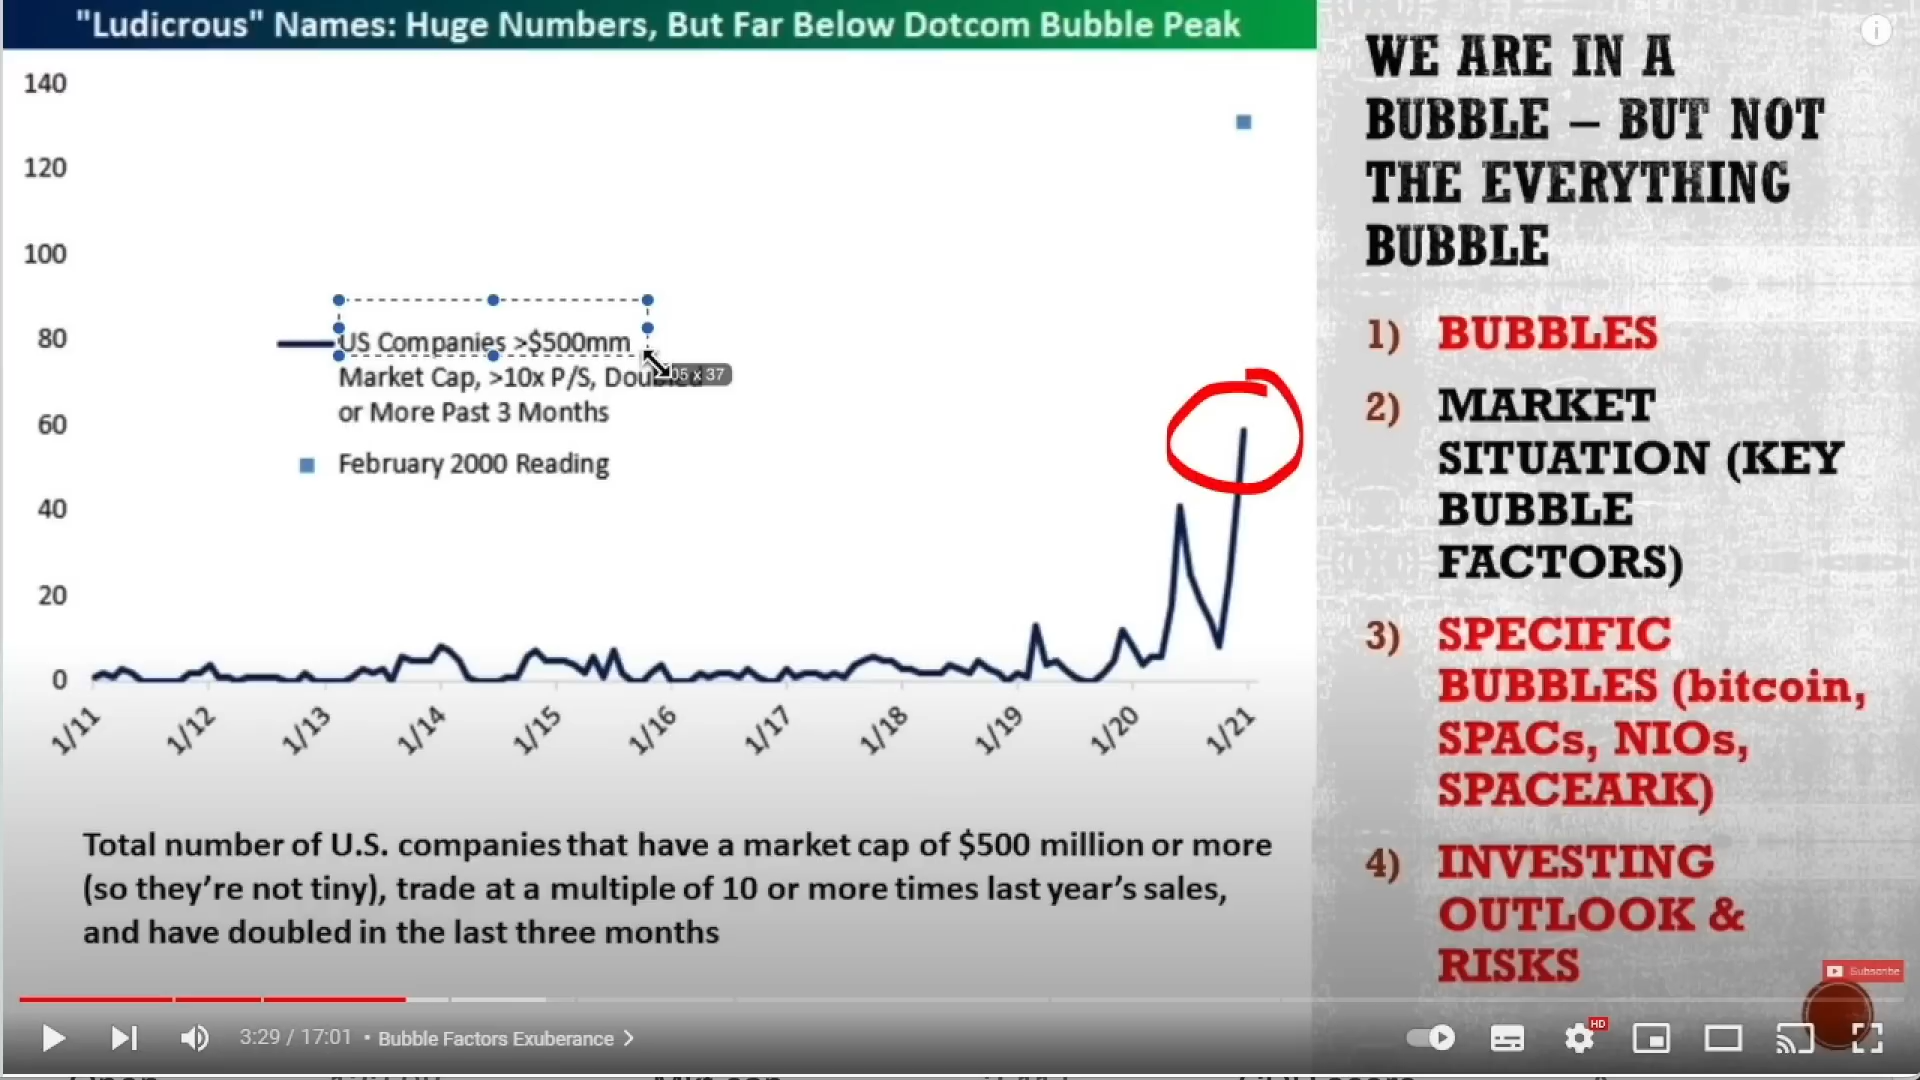 "Ludicrous" Names: Huge Numbers, But Far Below Dotcom Bubble Peak
140
120
100
80
60
40
20
0
US Companies >$500mm
Market Cap, >10x P/S, Doubled
or More Past 3 Months
05 x 37
February 2000 Reading
1/11
1/12
1/13
1/14
1/15
1/16
1/17
1/18
1/19
1/20
1/21
Total number of U.S. companies that have a market cap of $500 million or more
(so they're not tiny), trade at a multiple of 10 or more times last year's sales,
and have doubled in the last three months
WE ARE IN A
BUBBLE – BUT NOT
THE EVERYTHING
BUBBLE
1) BUBBLES
2) MARKET
SITUATION (KEY
BUBBLE
FACTORS)
3) SPECIFIC
BUBBLES (bitcoin,
SPACs, NIOs,
SPACEARK)
4) INVESTING
OUTLOOK &
RISKS
Subscribe
3:29 / 17:01 • Bubble Factors Exuberance
HD